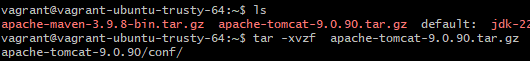 vagrant@vagrant-ubuntu-trusty-64:~$ ls
apache-maven-3.9.8-bin.tar.gz  apache-tomcat-9.0.90.tar.gz  default:  jdk-22
vagrant@vagrant-ubuntu-trusty-64:~$ tar -xvzf  apache-tomcat-9.0.90.tar.gz
apache-tomcat-9.0.90/conf/